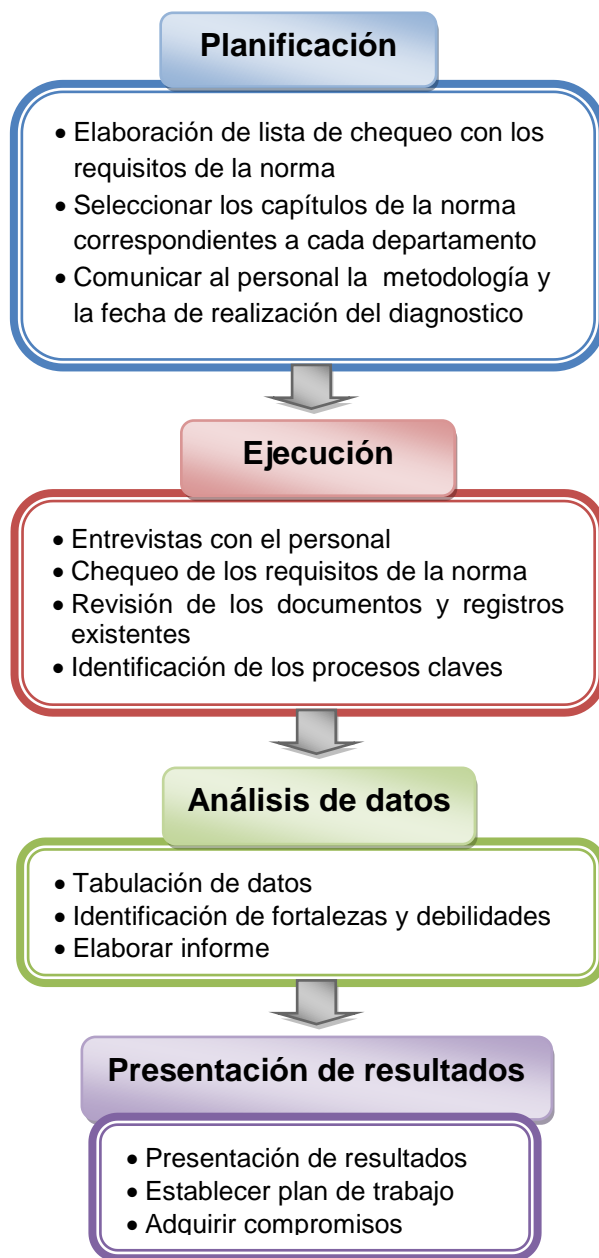 Planificación
• Elaboración de lista de chequeo con los
requisitos de la norma
• Seleccionar los capítulos de la norma
correspondientes a cada departamento
• Comunicar al personal la metodología y
la fecha de realización del diagnostico
Ejecución
• Entrevistas con el personal
• Chequeo de los requisitos de la norma
• Revisión de los documentos y registros
existentes
• Identificación de los procesos claves
Análisis de datos
• Tabulación de datos
• Identificación de fortalezas y debilidades
• Elaborar informe
Presentación de resultados
• Presentación de resultados
• Establecer plan de trabajo
• Adquirir compromisos